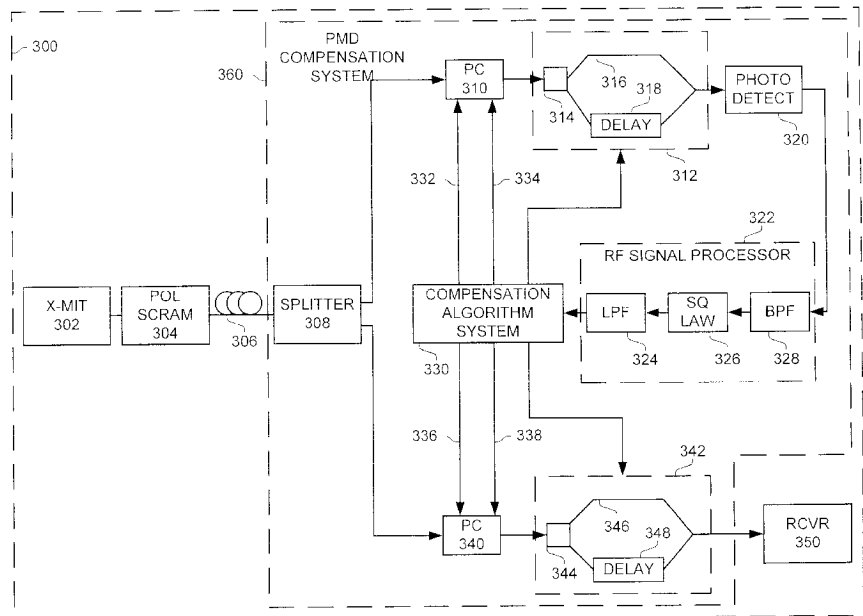 300
360
PMD
COMPENSATION
SYSTEM
PC
310
314
316
318
DELAY
312
PHOTO
DETECT
320
332
334
322
RF SIGNAL PROCESSOR
X-MIT
302
POL
SCRAM
304
306
SPLITTER
308
COMPENSATION
ALGORITHM
SYSTEM
330
LPF
324
SQ
LAW
326
BPF
328
336
338
342
PC
340
344
346
348
DELAY
RCVR
350